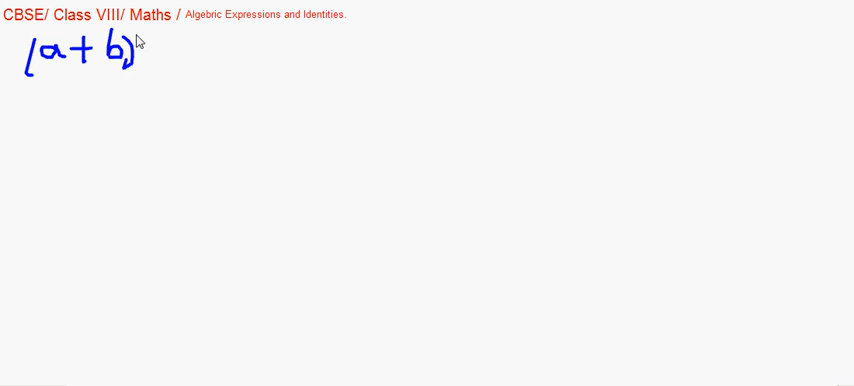 CBSE/ Class VIII/ Maths / Algebric Expressions and Identities.
(a+b)